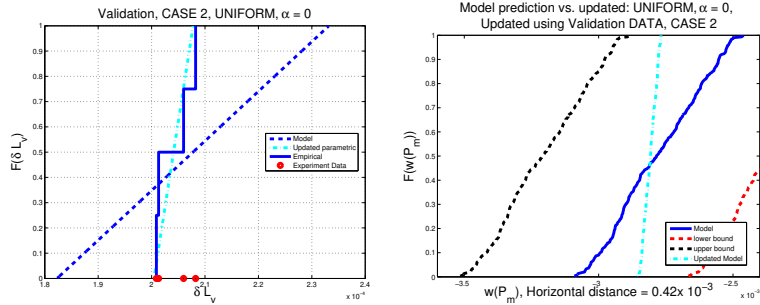 Validation, CASE 2, UNIFORM, α = 0
F(δ L_v)
1
0.9
0.8
0.7
0.6
0.5
0.4
0.3
0.2
0.1
0
Model
Updated parametric
Empirical
Experiment Data
1.8
1.9
2
2.1
2.2
2.3
2.4
x 10⁻⁴
δ L_v
Model prediction vs. updated: UNIFORM, α = 0,
Updated using Validation DATA, CASE 2
F(w(P_m))
1
0.9
0.8
0.7
0.6
0.5
0.4
0.3
0.2
0.1
0
Model
lower bound
upper bound
Updated Model
-3.5
-3
-2.5
x 10⁻³
w(P_m), Horizontal distance = 0.42x 10⁻³